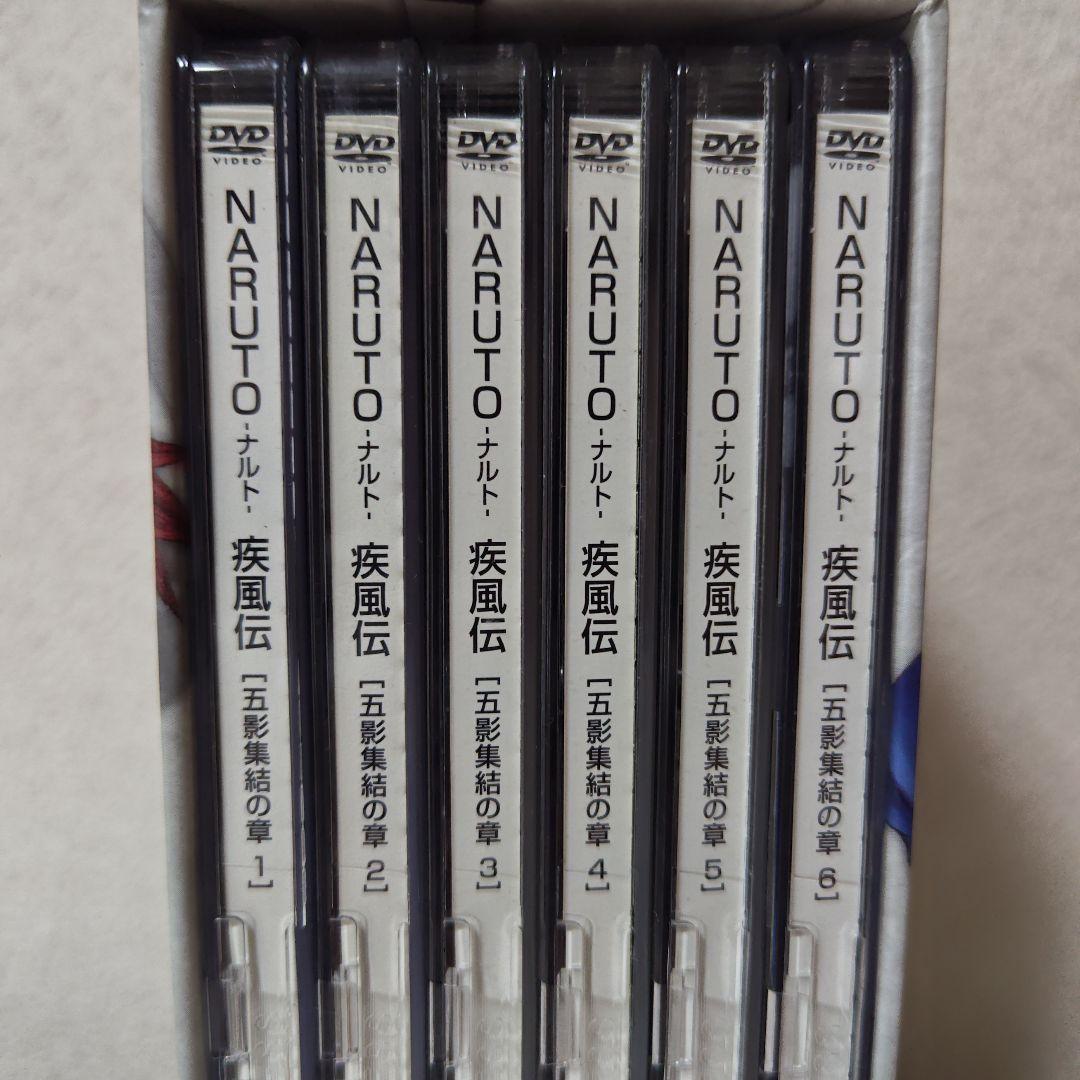 DVD
VIDEO
NARUTO-ナルト- 疾風伝 [五影集結の章 1]
DVD
VIDEO
NARUTO-ナルト- 疾風伝 [五影集結の章 2]
DVD
VIDEO
NARUTO-ナルト- 疾風伝 [五影集結の章 3]
DVD
VIDEO
NARUTO-ナルト- 疾風伝 [五影集結の章 4]
DVD
VIDEO
NARUTO-ナルト- 疾風伝 [五影集結の章 5]
DVD
VIDEO
NARUTO-ナルト- 疾風伝 [五影集結の章 6]